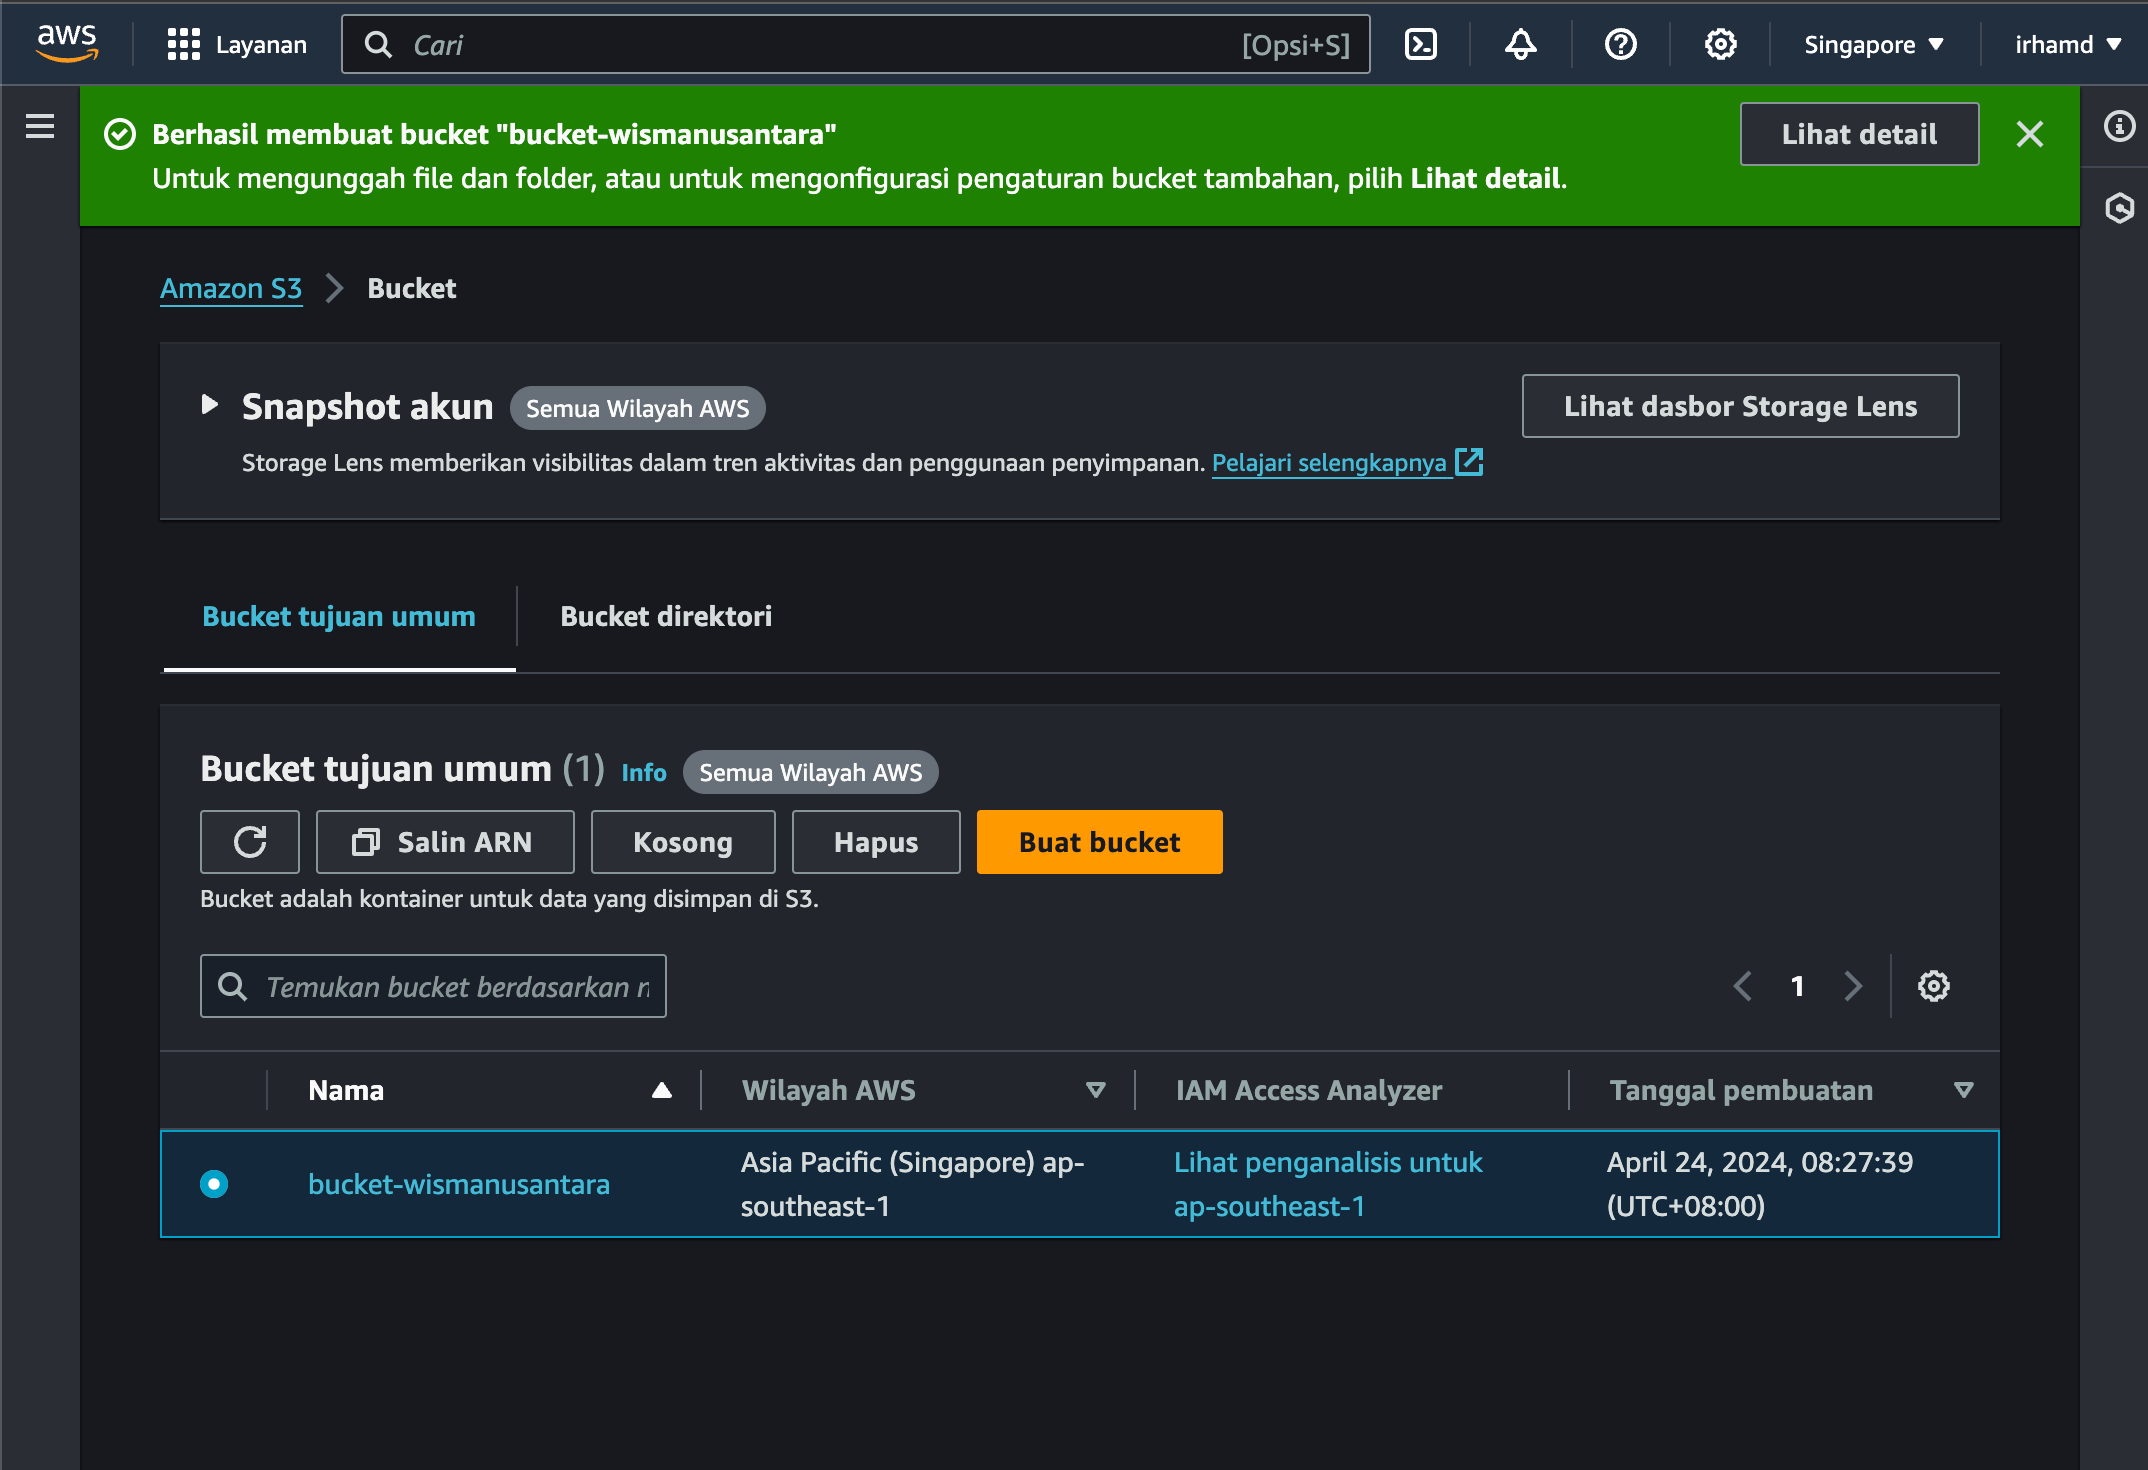 aws Layanan Cari [Opsi+S] Singapore irhamd
Berhasil membuat bucket "bucket-wismanusantara"
Lihat detail
Untuk mengunggah file dan folder, atau untuk mengonfigurasi pengaturan bucket tambahan, pilih Lihat detail.
Amazon S3 Bucket
Snapshot akun Semua Wilayah AWS
Lihat dasbor Storage Lens
Storage Lens memberikan visibilitas dalam tren aktivitas dan penggunaan penyimpanan. Pelajari selengkapnya
Bucket tujuan umum Bucket direktori
Bucket tujuan umum (1) Info Semua Wilayah AWS
Salin ARN Kosong Hapus Buat bucket
Bucket adalah kontainer untuk data yang disimpan di S3.
Temukan bucket berdasarkan
1
Nama Wilayah AWS IAM Access Analyzer Tanggal pembuatan
bucket-wismanusantara
Asia Pacific (Singapore) ap-
southeast-1
Lihat penganalisis untuk
ap-southeast-1
April 24, 2024, 08:27:39
(UTC+08:00)